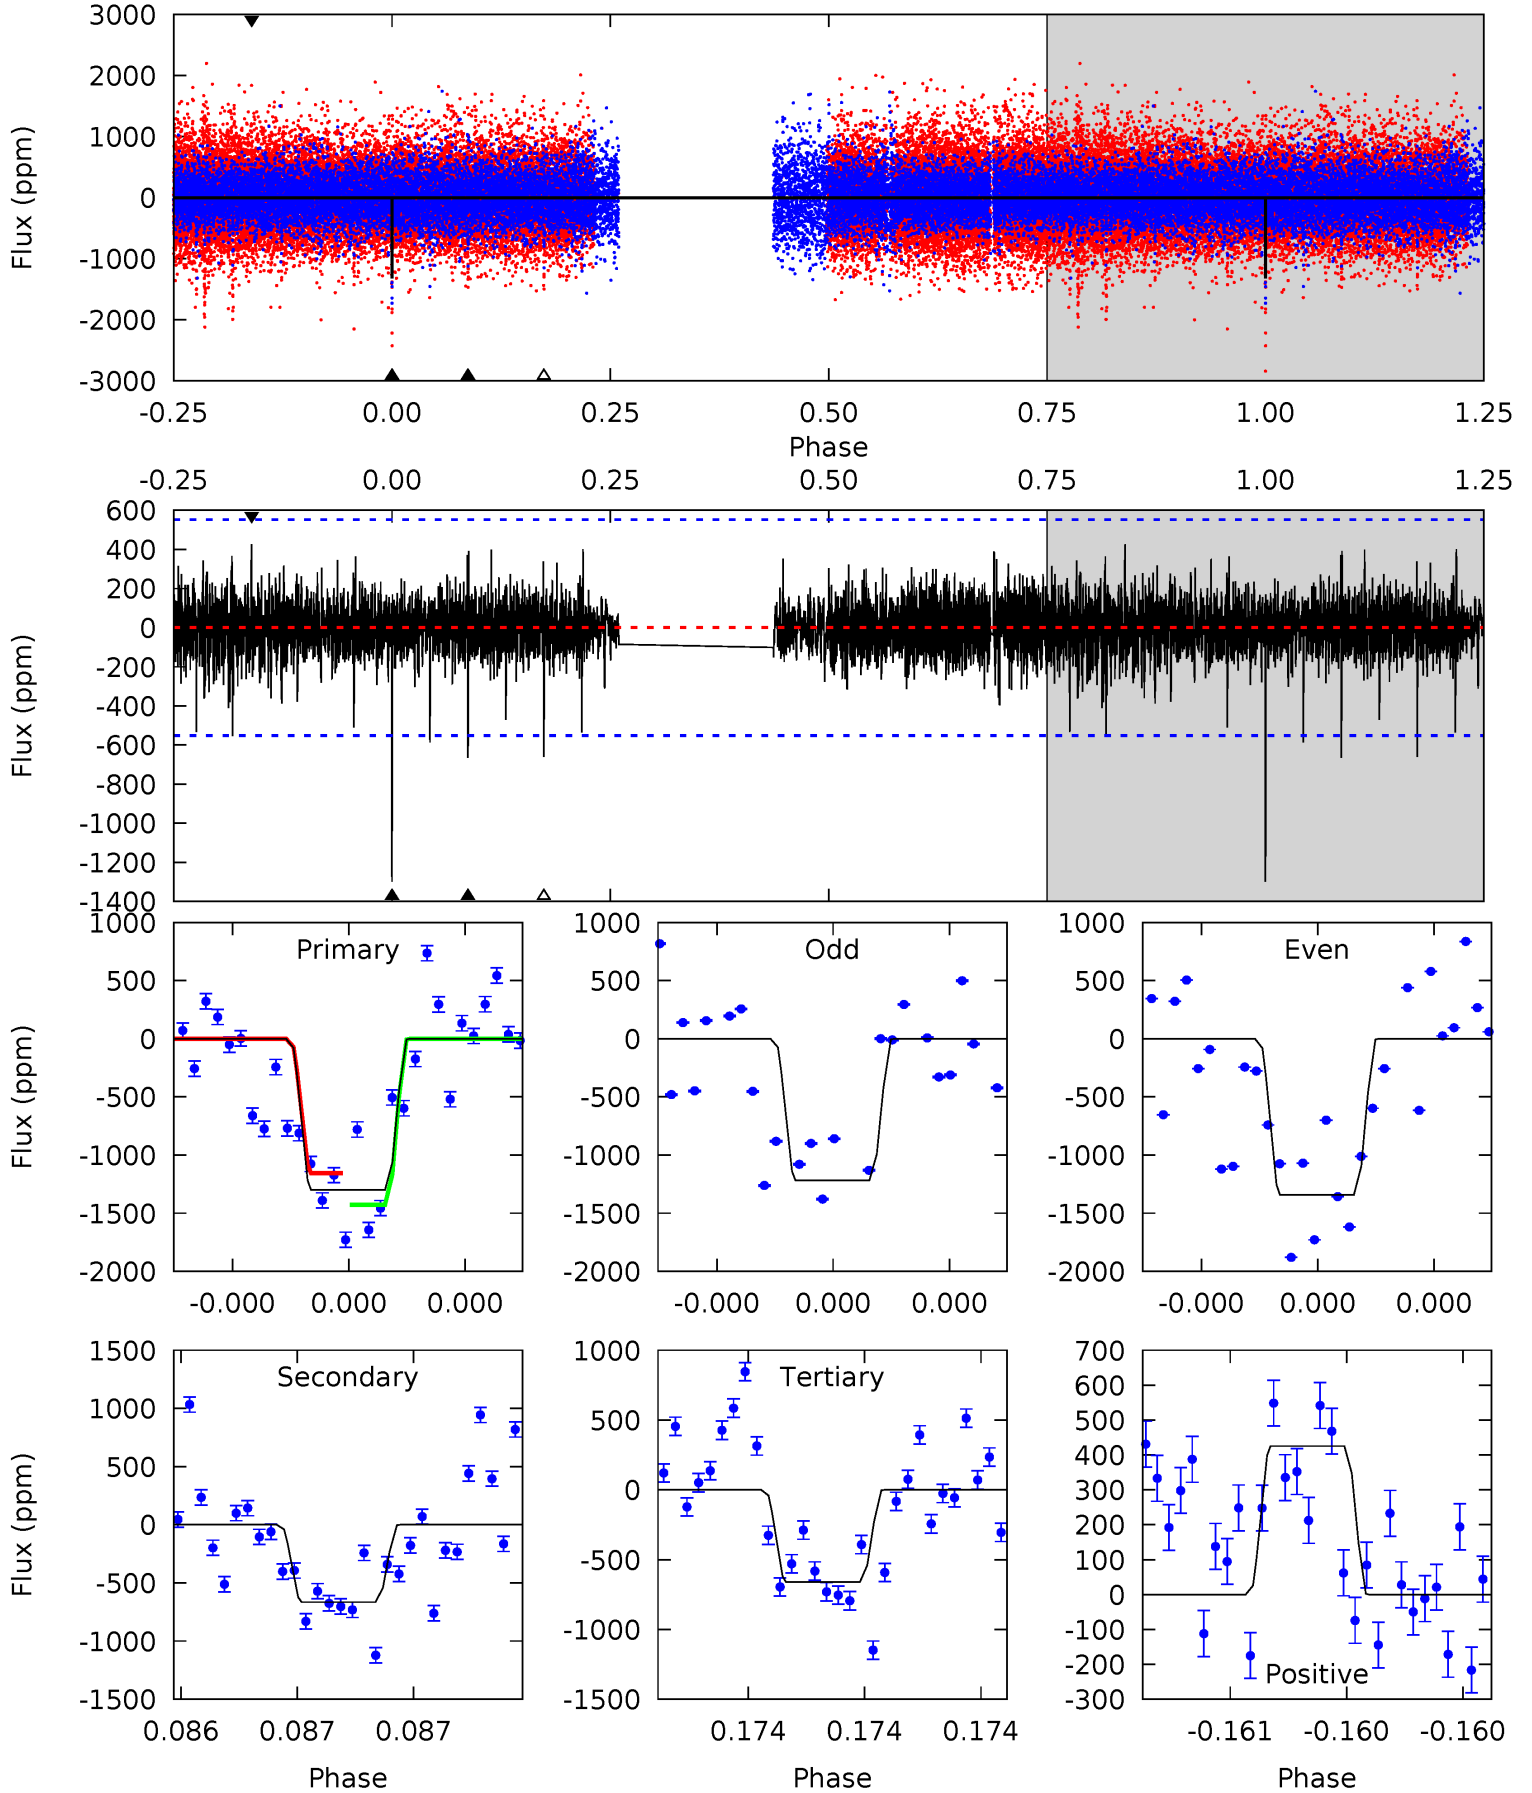 3000
2000
1000
0
-1000
-2000
-3000
Flux (ppm)
-0.25 0.00 0.25 0.50 0.75 1.00 1.25
Phase
-0.25 0.00 0.25 0.50 0.75 1.00 1.25
600
400
200
0
-200
-400
-600
-800
-1000
-1200
-1400
Flux (ppm)
Primary
1000
500
0
-500
-1000
-1500
-2000
Flux (ppm)
-0.000 0.000 0.000
Odd
1000
500
0
-500
-1000
-1500
-2000
-0.000 0.000 0.000
Even
1000
500
0
-500
-1000
-1500
-2000
-0.000 0.000 0.000
Secondary
1500
1000
500
0
-500
-1000
-1500
Flux (ppm)
0.086 0.087 0.087
Phase
Tertiary
1000
500
0
-500
-1000
-1500
0.174 0.174 0.174
Phase
700
600
500
400
300
200
100
0
-100
-200
-300
Positive
-0.161 -0.160 -0.160
Phase